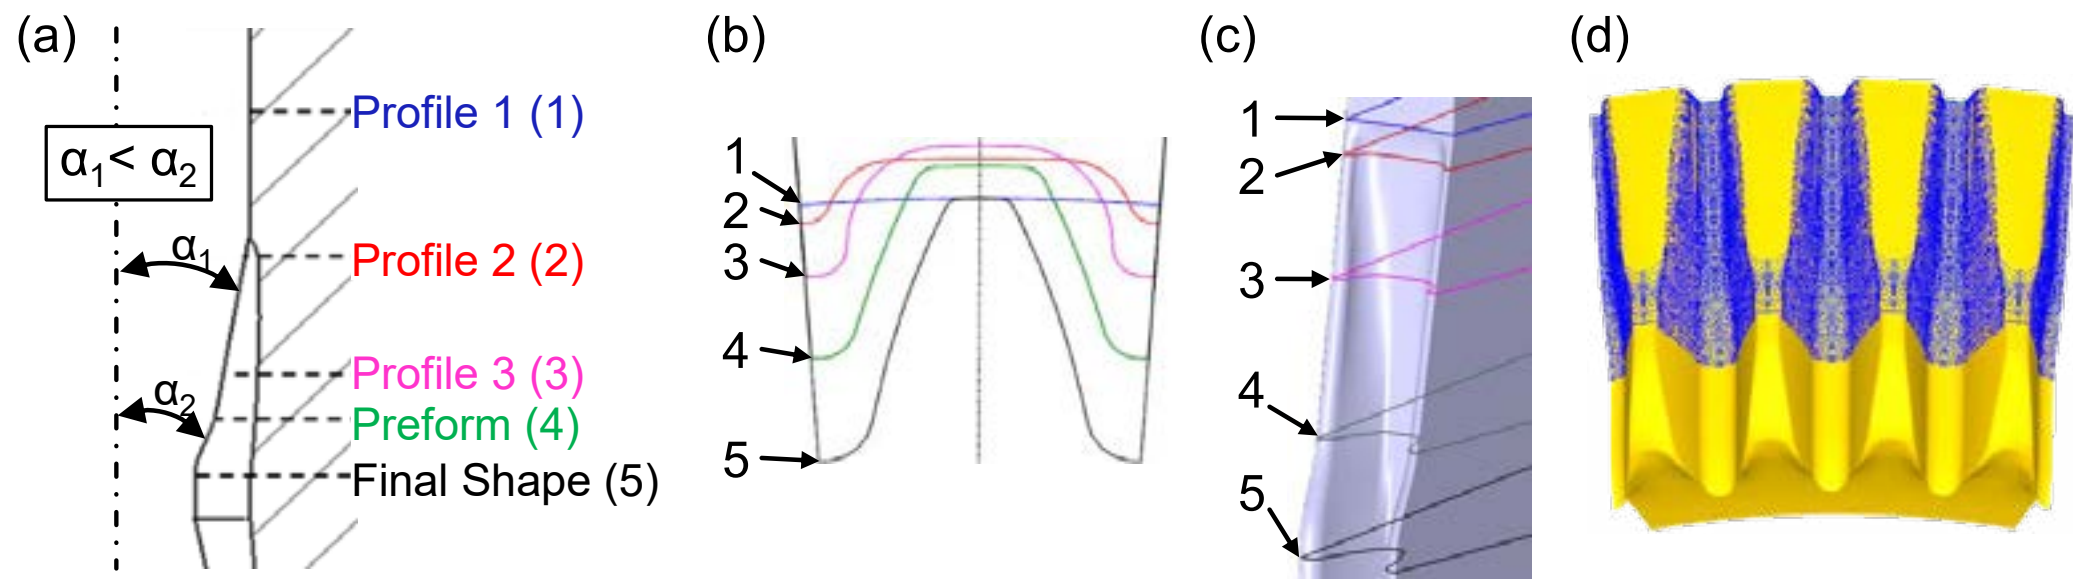 (a)
Profile 1 (1)
α₁< α₂
α₁
Profile 2 (2)
Profile 3 (3)
α₂
Preform (4)
Final Shape (5)
(b)
1
2
3
4
5
(c)
1
2
3
4
5
(d)